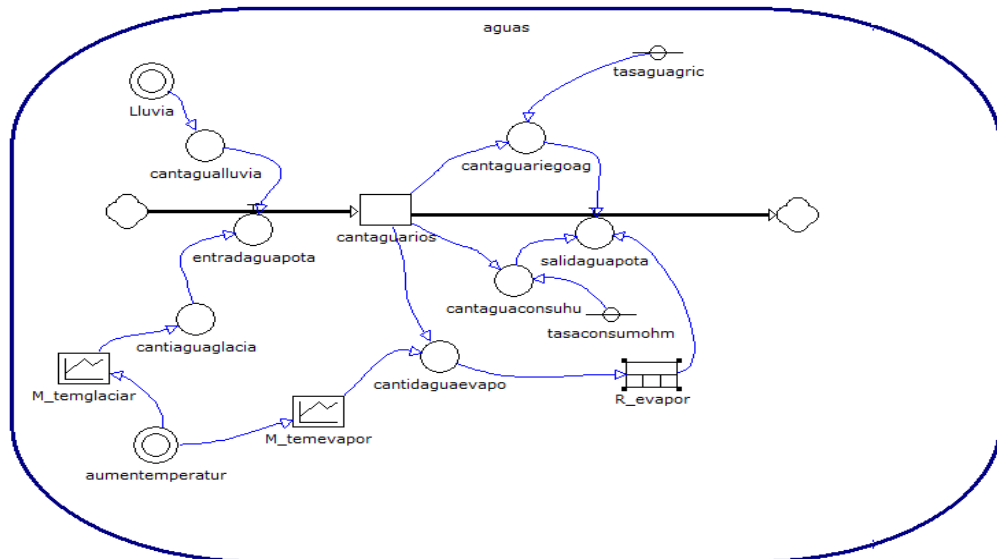 aguas
tasaguagric
Lluvia
cantagualluvia
cantaguariegoag
cantaguarios
entradaguapota
salidaguapota
cantaguaconsuhu
tasaconsumohm
cantiaguaglacia
cantidaguaevapo
M_temglaciar
R_evapor
M_temevapor
aumentemperatur